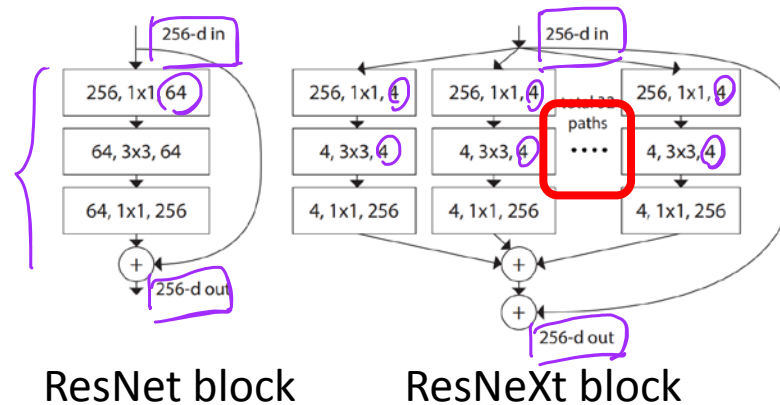 256-d in
256, 1x1, 64
64, 3x3, 64
64, 1x1, 256
+
256-d out
ResNet block
256-d in
256, 1x1, 4
256, 1x1, 4
total 32
paths
....
256, 1x1, 4
4, 3x3, 4
4, 3x3, 4
4, 3x3, 4
4, 1x1, 256
4, 1x1, 256
4, 1x1, 256
+
+
256-d out
ResNeXt block